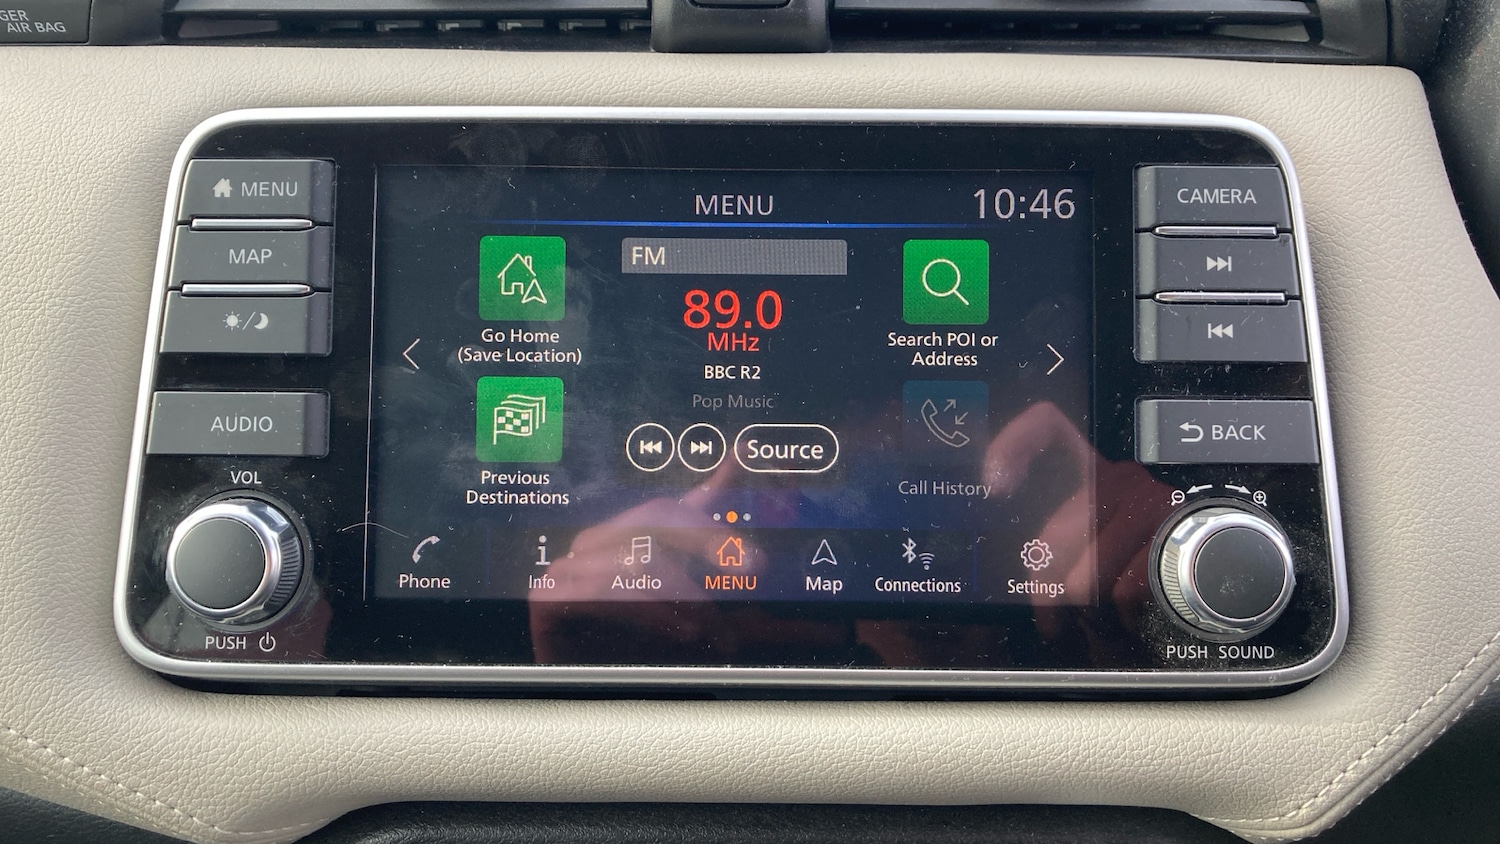 GER
AIR BAG
MENU
MAP
AUDIO
VOL
PUSH
MENU
10:46
FM
89.0
MHz
BBC R2
Pop Music
Source
Go Home
(Save Location)
Previous
Destinations
Search POI or
Address
Call History
Phone
Info
Audio
MENU
Map
Connections
Settings
CAMERA
BACK
PUSH SOUND